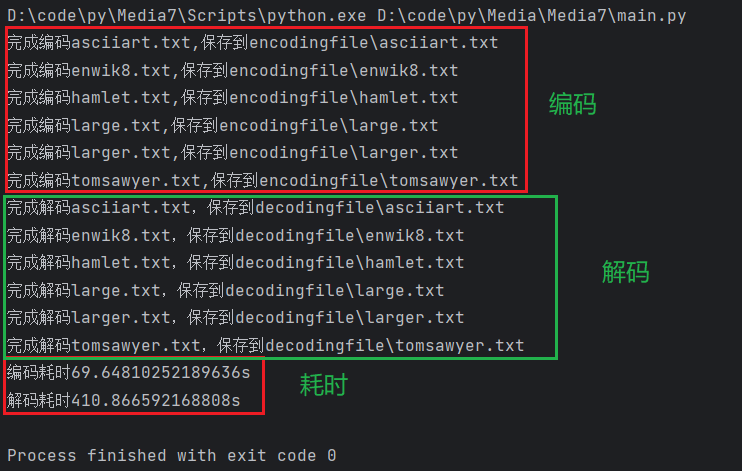 D:\code\py\Media7\Scripts\python.exe D:\code\py\Media\Media7\main.py
完成编码asciiart.txt,保存到encodingfile\asciiart.txt
完成编码enwik8.txt,保存到encodingfile\enwik8.txt
完成编码hamlet.txt,保存到encodingfile\hamlet.txt
编码
完成编码large.txt,保存到encodingfile\large.txt
完成编码larger.txt,保存到encodingfile\larger.txt
完成编码tomsawyer.txt,保存到encodingfile\tomsawyer.txt
完成解码asciiart.txt，保存到decodingfile\asciiart.txt
完成解码enwik8.txt，保存到decodingfile\enwik8.txt
完成解码hamlet.txt，保存到decodingfile\hamlet.txt
解码
完成解码large.txt，保存到decodingfile\large.txt
完成解码larger.txt，保存到decodingfile\larger.txt
完成解码tomsawyer.txt，保存到decodingfile\tomsawyer.txt
编码耗时69.64810252189636s
耗时
解码耗时410.866592168808s
Process finished with exit code 0